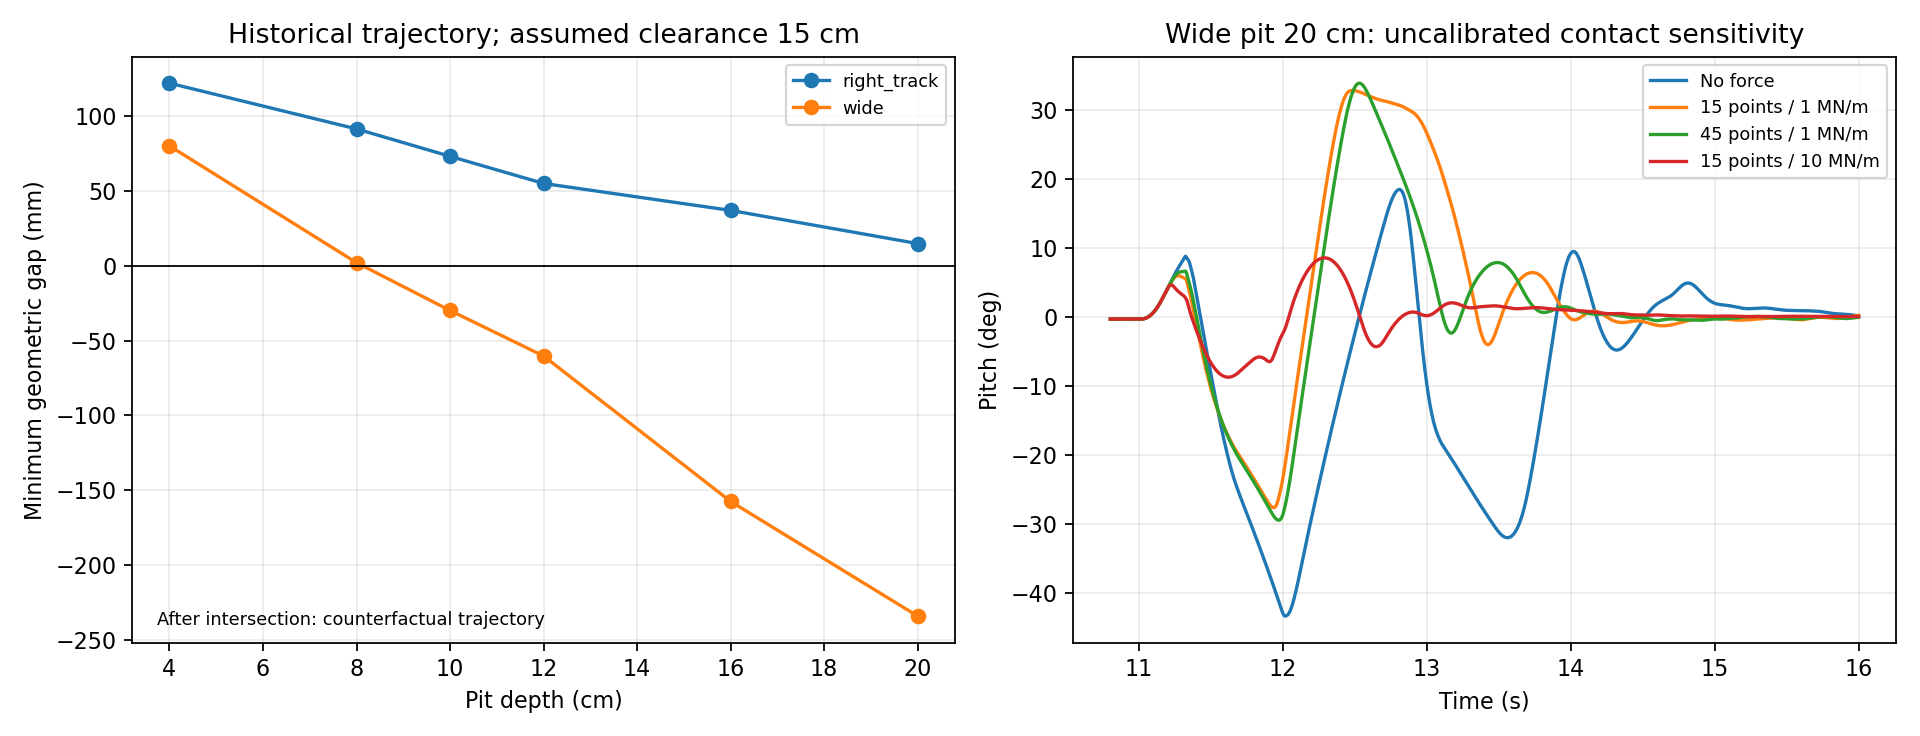 Historical trajectory; assumed clearance 15 cm
Minimum geometric gap (mm)
100
50
0
−50
−100
−150
−200
−250
right_track
wide
After intersection: counterfactual trajectory
4
6
8
10
12
14
16
18
20
Pit depth (cm)
Wide pit 20 cm: uncalibrated contact sensitivity
Pitch (deg)
30
20
10
0
−10
−20
−30
−40
No force
15 points / 1 MN/m
45 points / 1 MN/m
15 points / 10 MN/m
11
12
13
14
15
16
Time (s)